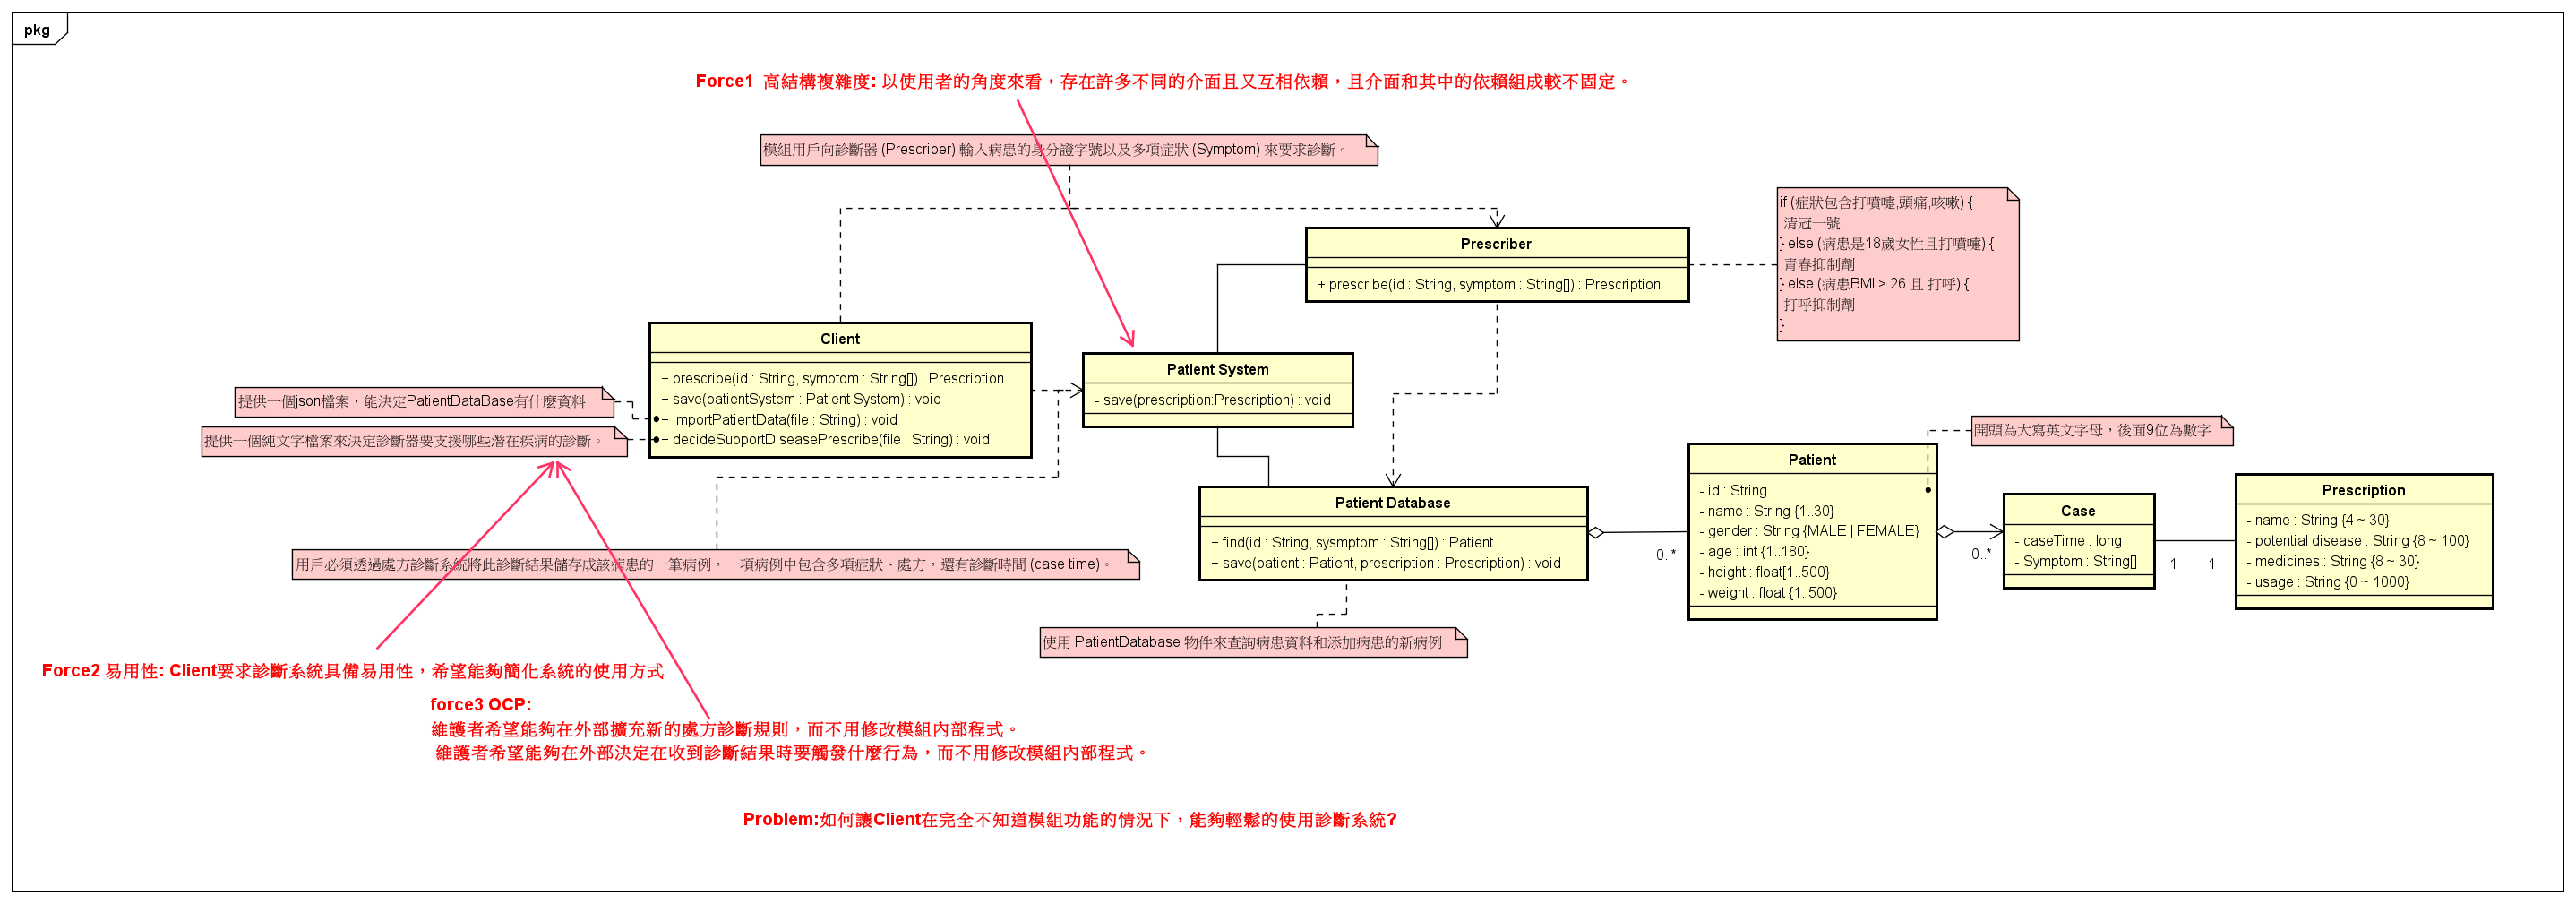 pkg
Force1  高結構複雜度: 以使用者的角度來看，存在許多不同的介面且又互相依賴，且介面和其中的依賴組成較不固定。
模組用戶向診斷器 (Prescriber) 輸入病患的身分證字號以及多項症狀 (Symptom) 來要求診斷。
if (症狀包含打噴嚏,頭痛,咳嗽) {
清冠一號
} else (病患是18歲女性且打噴嚏) {
青春抑制劑
} else (病患BMI > 26 且 打呼) {
打呼抑制劑
}
Prescriber
+ prescribe(id : String, symptom : String[]) : Prescription
Client
+ prescribe(id : String, symptom : String[]) : Prescription
+ save(patientSystem : Patient System) : void
+ importPatientData(file : String) : void
+ decideSupportDiseasePrescribe(file : String) : void
Patient System
- save(prescription:Prescription) : void
提供一個json檔案，能決定PatientDataBase有什麼資料
提供一個純文字檔案來決定診斷器要支援哪些潛在疾病的診斷。
開頭為大寫英文字母，後面9位為數字
Patient
- id : String
- name : String {1..30}
- gender : String {MALE | FEMALE}
- age : int {1..180}
- height : float[1..500}
- weight : float {1..500}
Case
- caseTime : long
- Symptom : String[]
Prescription
- name : String {4 ~ 30}
- potential disease : String {8 ~ 100}
- medicines : String {8 ~ 30}
- usage : String {0 ~ 1000}
Patient Database
+ find(id : String, sysmptom : String[]) : Patient
+ save(patient : Patient, prescription : Prescription) : void
0..*
0..*
1
1
用戶必須透過處方診斷系統將此診斷結果儲存成該病患的一筆病例，一項病例中包含多項症狀、處方，還有診斷時間 (case time)。
使用 PatientDatabase 物件來查詢病患資料和添加病患的新病例
Force2 易用性: Client要求診斷系統具備易用性，希望能夠簡化系統的使用方式
force3 OCP:
維護者希望能夠在外部擴充新的處方診斷規則，而不用修改模組內部程式。
維護者希望能夠在外部決定在收到診斷結果時要觸發什麼行為，而不用修改模組內部程式。
Problem:如何讓Client在完全不知道模組功能的情況下，能夠輕鬆的使用診斷系統?